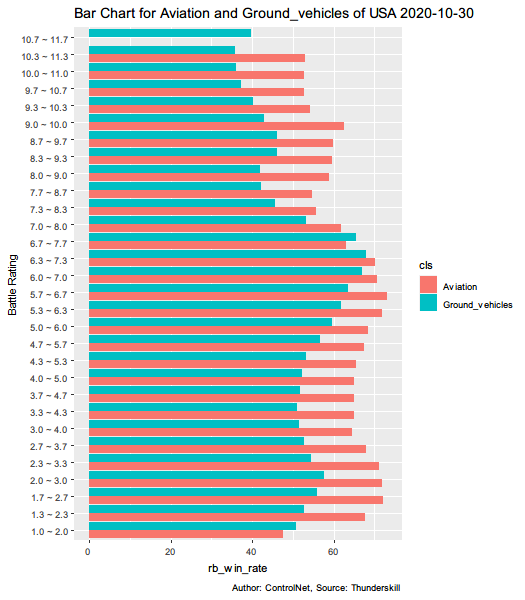 Bar Chart for Aviation and Ground_vehicles of USA 2020-10-30
10.7 ~ 11.7
10.3 ~ 11.3
10.0 ~ 11.0
9.7 ~ 10.7
9.3 ~ 10.3
9.0 ~ 10.0
8.7 ~ 9.7
8.3 ~ 9.3
8.0 ~ 9.0
7.7 ~ 8.7
7.3 ~ 8.3
7.0 ~ 8.0
6.7 ~ 7.7
6.3 ~ 7.3
6.0 ~ 7.0
5.7 ~ 6.7
5.3 ~ 6.3
5.0 ~ 6.0
4.7 ~ 5.7
4.3 ~ 5.3
4.0 ~ 5.0
3.7 ~ 4.7
3.3 ~ 4.3
3.0 ~ 4.0
2.7 ~ 3.7
2.3 ~ 3.3
2.0 ~ 3.0
1.7 ~ 2.7
1.3 ~ 2.3
1.0 ~ 2.0
Battle Rating
0 20 40 60
rb_win_rate
cls
Aviation
Ground_vehicles
Author: ControlNet, Source: Thunderskill